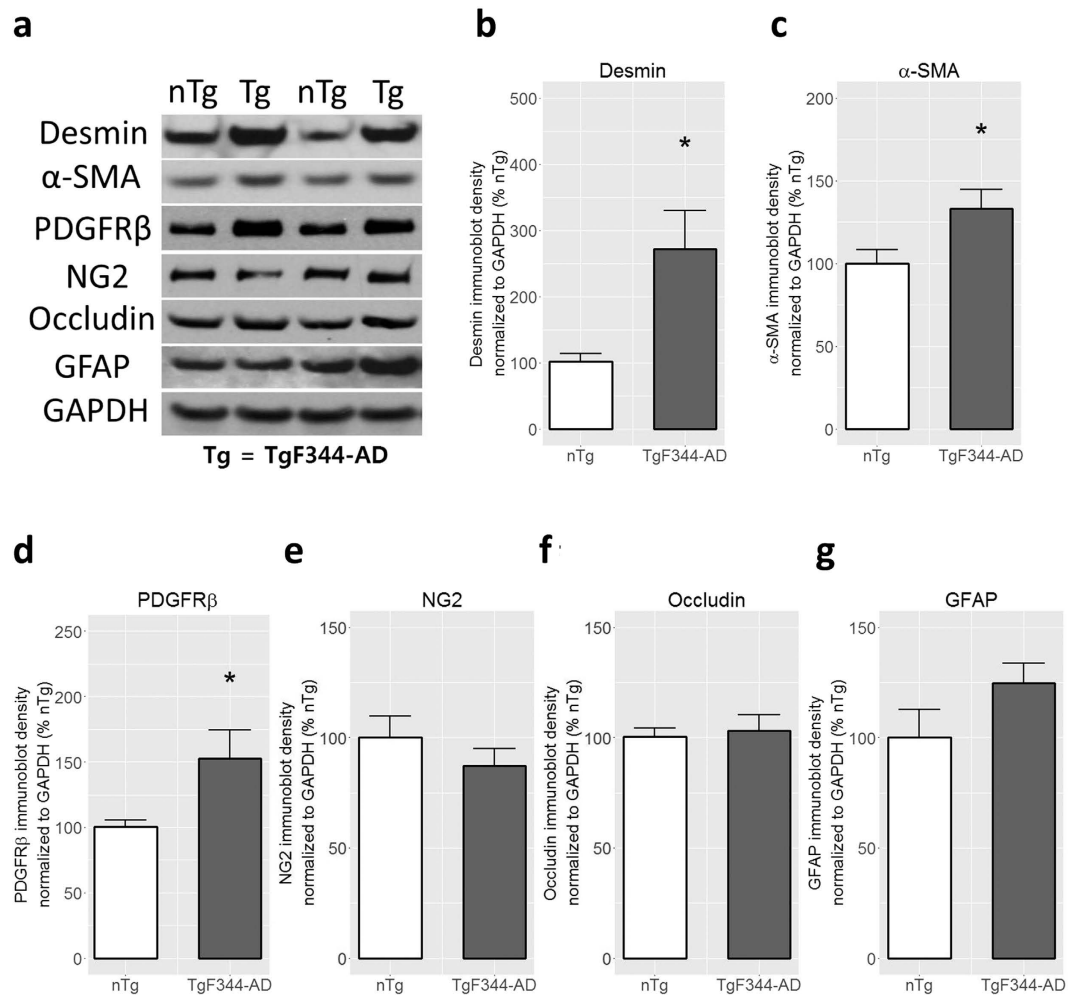 a
nTg Tg nTg Tg
Desmin
α-SMA
PDGFRβ
NG2
Occludin
GFAP
GAPDH
Tg = TgF344-AD
b
Desmin
Desmin immunoblot density
normalized to GAPDH (% nTg)
500
400
300
200
100
0
nTg TgF344-AD
*
c
α-SMA
α-SMA immunoblot density
normalized to GAPDH (% nTg)
200
150
100
50
0
nTg TgF344-AD
*
d
PDGFRβ
PDGFRβ immunoblot density
normalized to GAPDH (% nTg)
250
200
150
100
50
0
nTg TgF344-AD
*
e
NG2
NG2 immunoblot density
normalized to GAPDH (% nTg)
150
100
50
0
nTg TgF344-AD
f
Occludin
Occludin immunoblot density
normalized to GAPDH (% nTg)
150
100
50
0
nTg TgF344-AD
g
GFAP
GFAP immunoblot density
normalized to GAPDH (% nTg)
150
100
50
0
nTg TgF344-AD